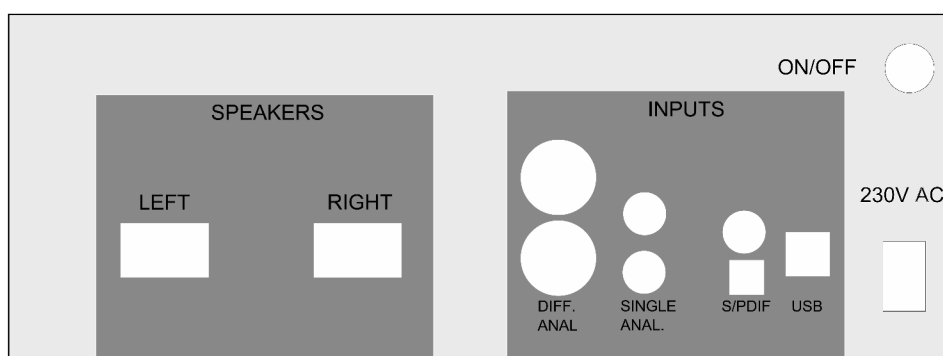 ON/OFF
SPEAKERS
INPUTS
LEFT
RIGHT
230V AC
DIFF.
ANAL
SINGLE
ANAL.
S/PDIF
USB